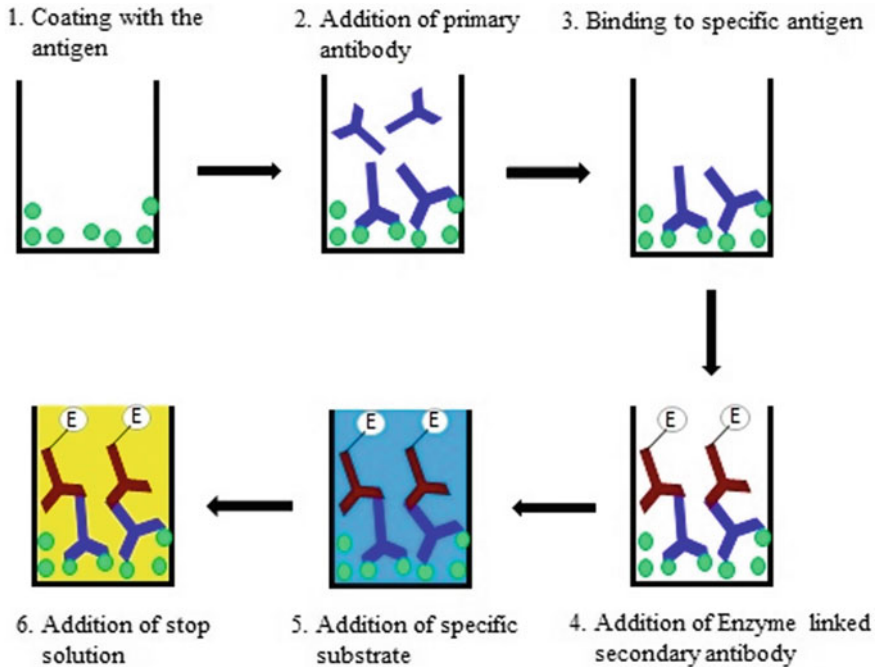 1. Coating with the
antigen
2. Addition of primary
antibody
3. Binding to specific antigen
E
E
E
E
E
E
6. Addition of stop
solution
5. Addition of specific
substrate
4. Addition of Enzyme linked
secondary antibody